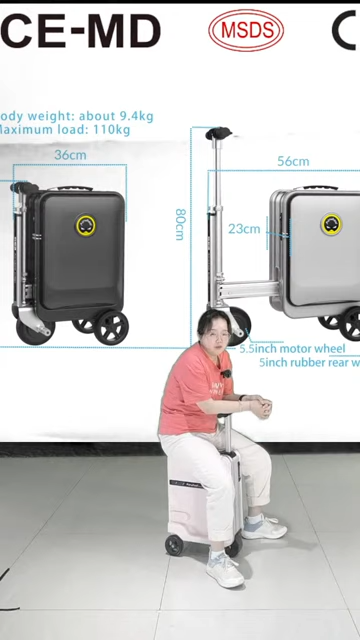 CE-MD
MSDS
ody weight: about 9.4kg
Maximum load: 110kg
36cm
56cm
80cm
23cm
5.5inch motor wheel
5inch rubber rear w